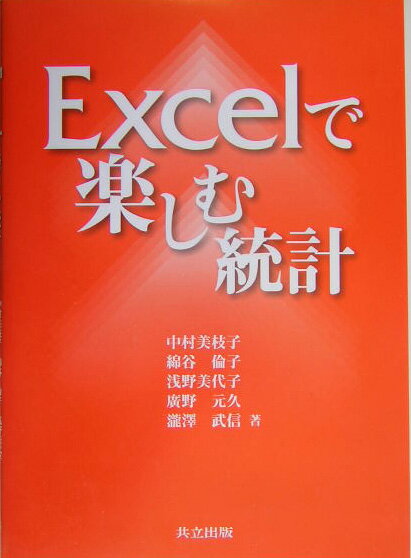 Excelで
楽しむ
統計
中村美枝子
綿谷　倫子
浅野美代子
廣野　元久
瀧澤　武信　著
共立出版